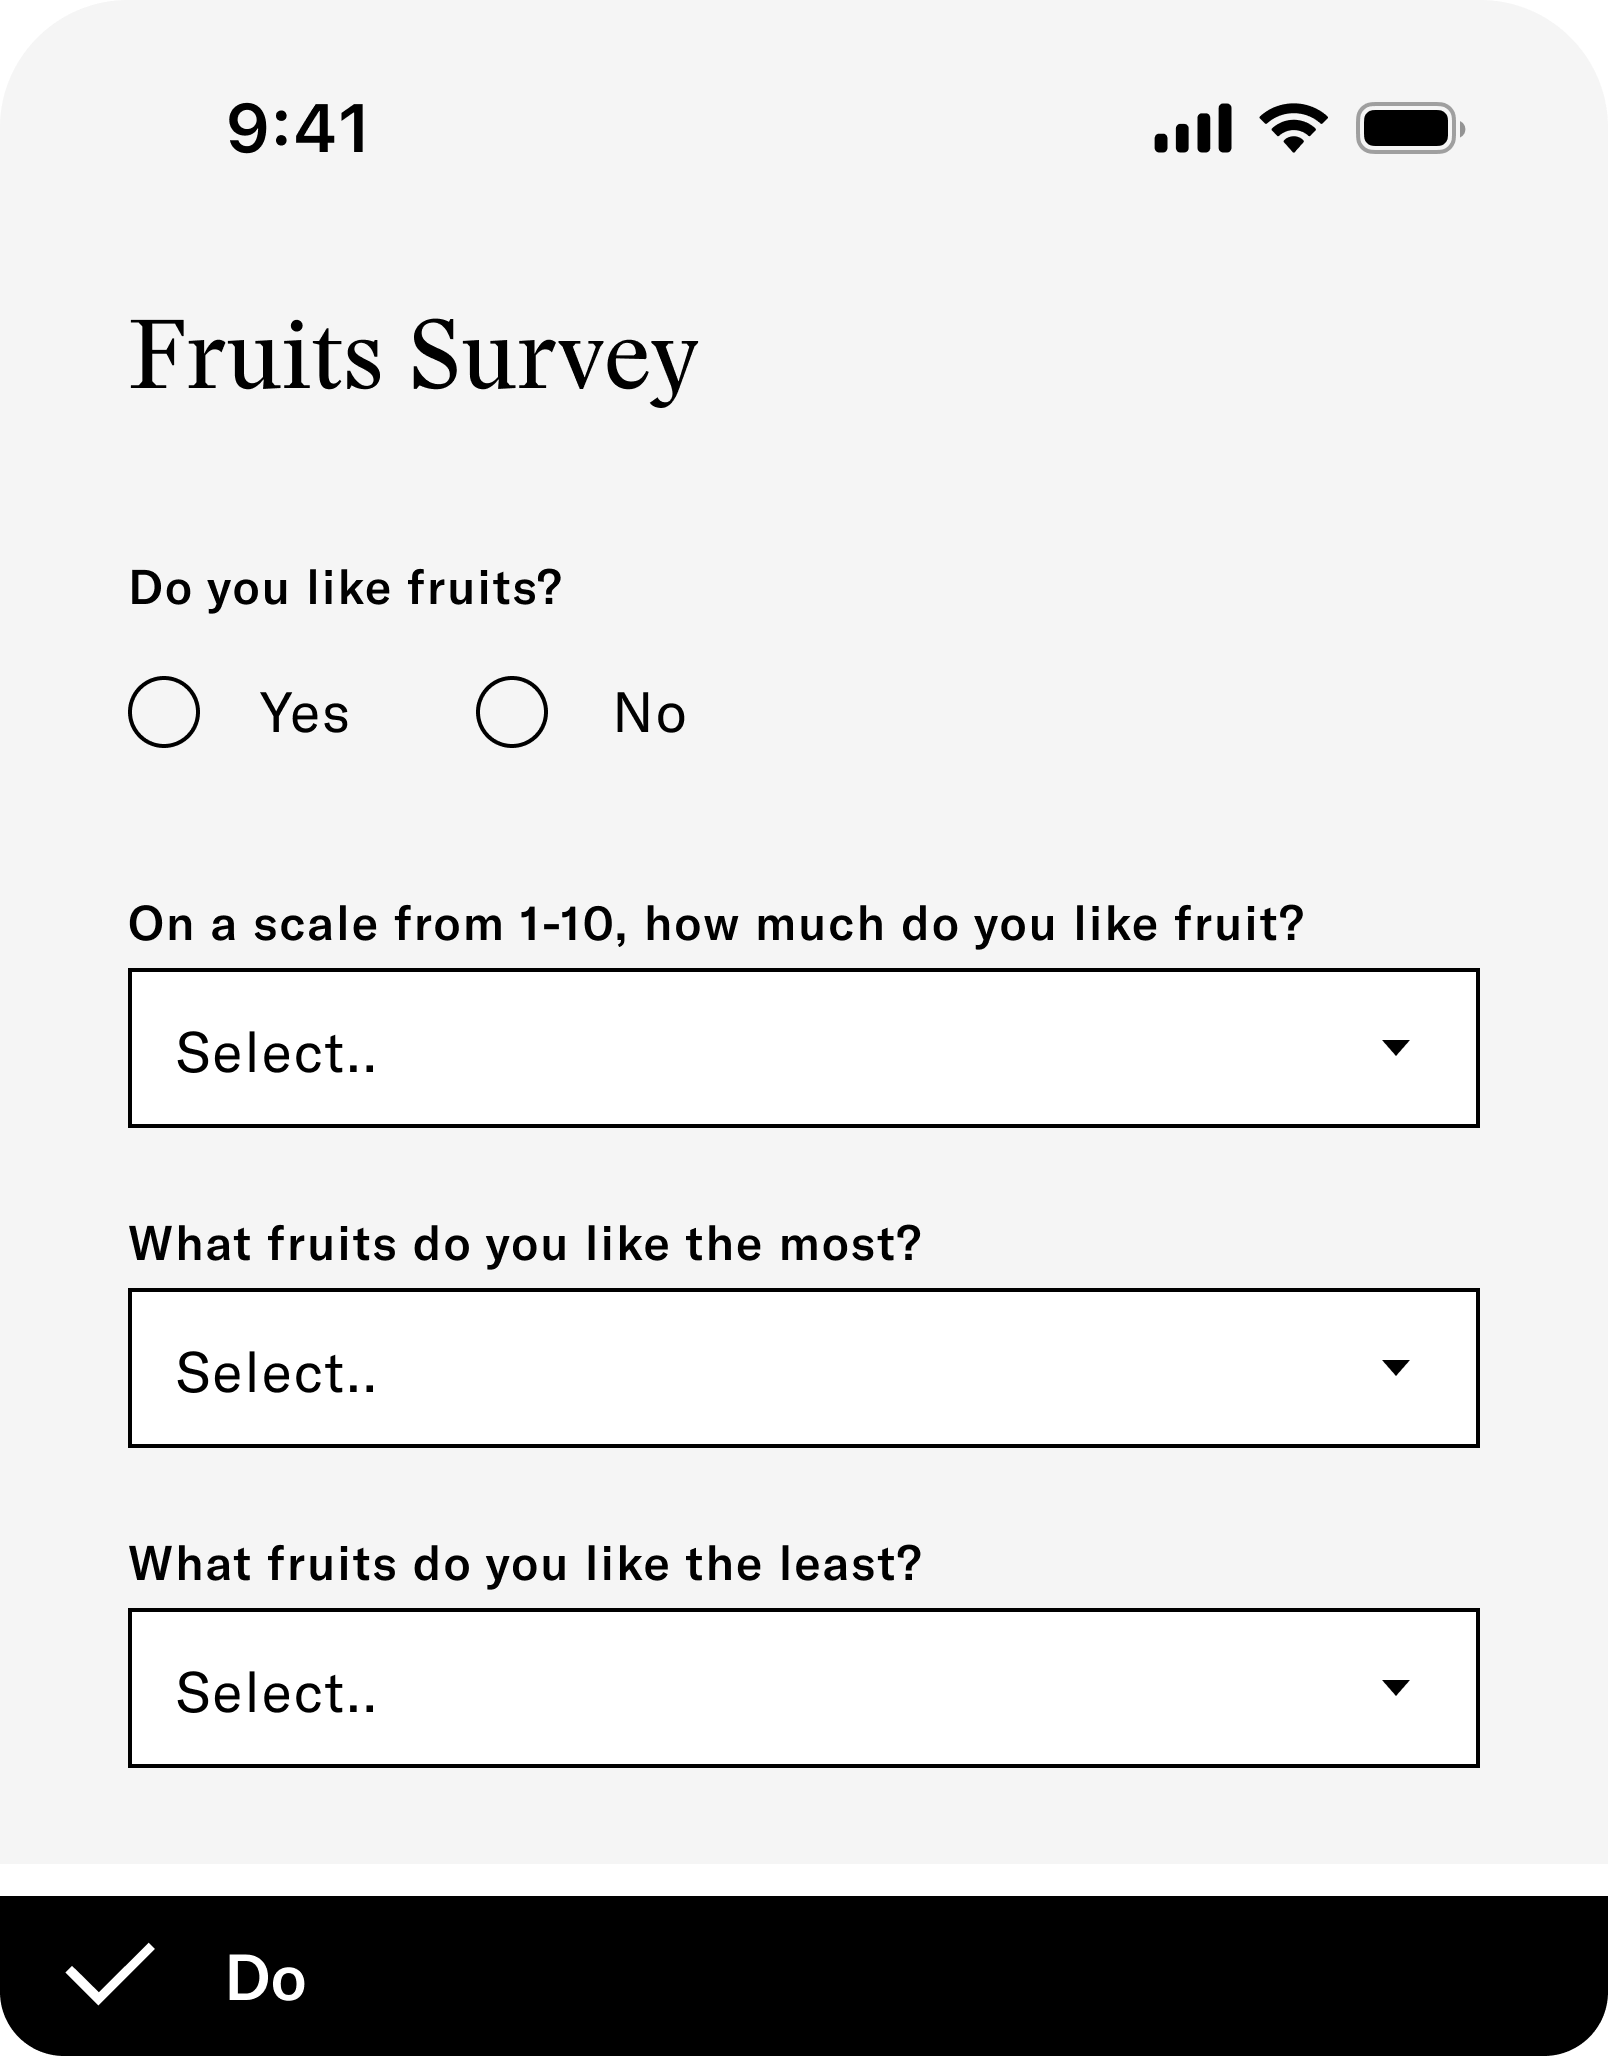 9:41
Fruits Survey
Do you like fruits?
Yes No
On a scale from 1-10, how much do you like fruit?
Select..
What fruits do you like the most?
Select..
What fruits do you like the least?
Select..
Do